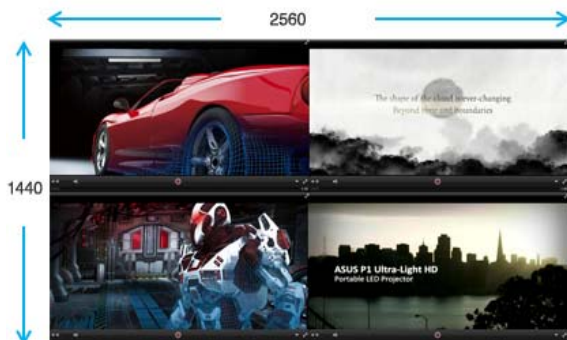 2560
1440
The shape of the cloud is ever-changing
Beyond time and boundaries
ASUS P1 Ultra-Light HD
Portable LED Projector